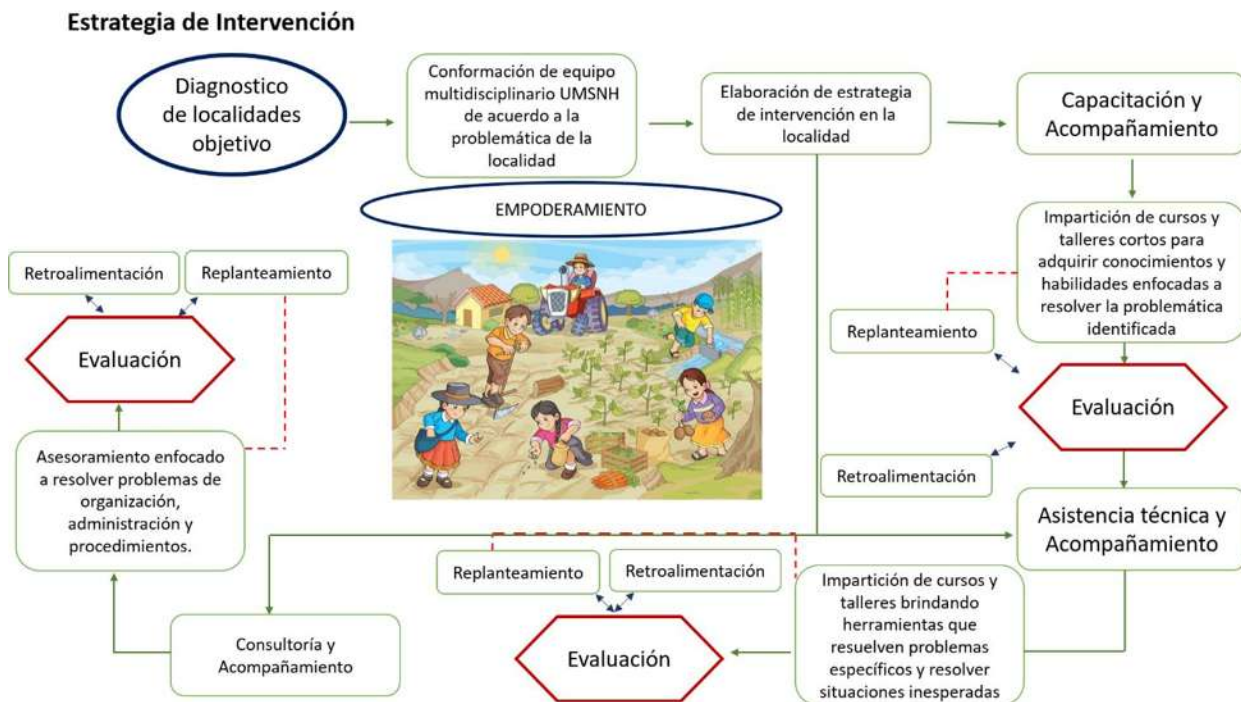 Estrategia de Intervención
Diagnostico
de localidades
objetivo
Conformación de equipo
multidisciplinario UMSNH
de acuerdo a la
problemática de la
localidad
Elaboración de estrategia
de intervención en la
localidad
Capacitación y
Acompañamiento
EMPODERAMIENTO
Impartición de cursos y
talleres cortos para
adquirir conocimientos y
habilidades enfocadas a
resolver la problemática
identificada
Replanteamiento
Evaluación
Retroalimentación
Asistencia técnica y
Acompañamiento
Impartición de cursos y
talleres brindando
herramientas que
resuelven problemas
específicos y resolver
situaciones inesperadas
Replanteamiento
Retroalimentación
Evaluación
Consultoría y
Acompañamiento
Asesoramiento enfocado
a resolver problemas de
organización,
administración y
procedimientos.
Evaluación
Retroalimentación
Replanteamiento